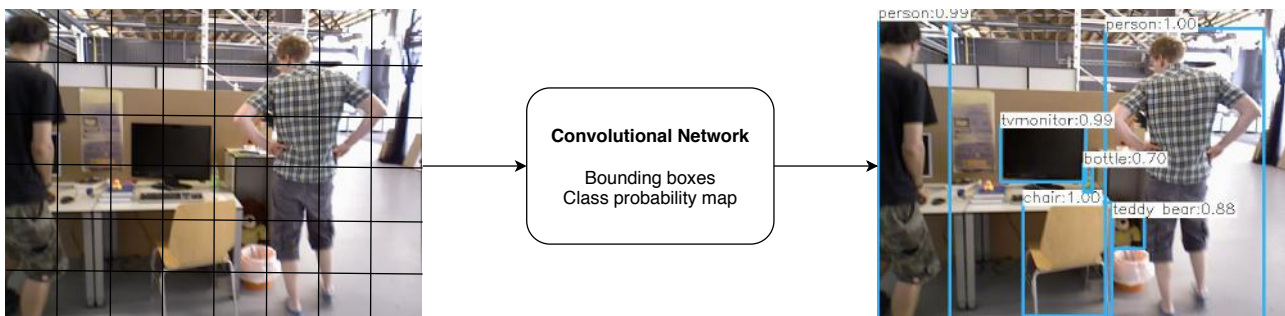 Convolutional Network
Bounding boxes
Class probability map
person:0.99
person:1.00
tvmonitor:0.99
bottle:0.70
chair:1.00
teddy bear:0.88